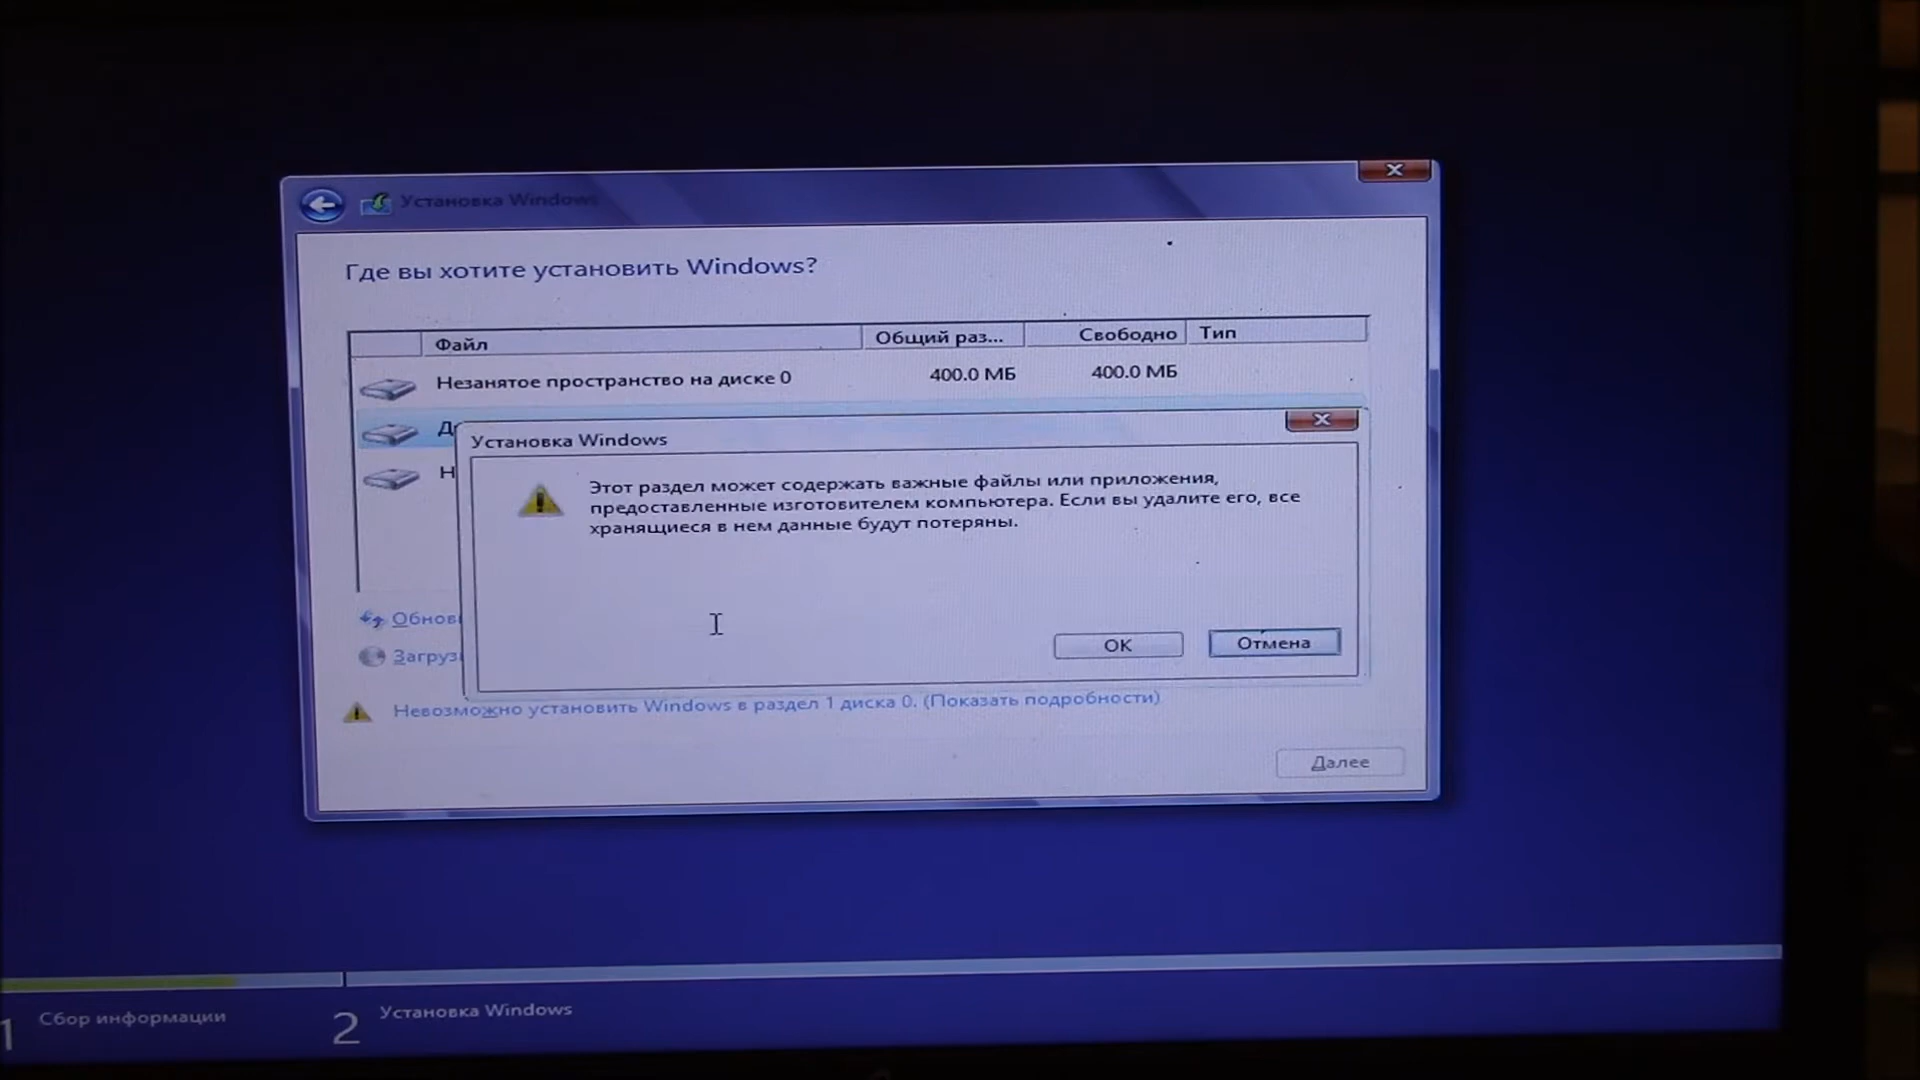 Установка Windows
Где вы хотите установить Windows?
Файл Общий раз... Свободно Тип
Незанятое пространство на диске 0 400.0 МБ 400.0 МБ
Установка Windows
Этот раздел может содержать важные файлы или приложения,
предоставленные изготовителем компьютера. Если вы удалите его, все
хранящиеся в нем данные будут потеряны.
OK Отмена
Невозможно установить Windows в раздел 1 диска 0. (Показать подробности)
Далее
1 Сбор информации 2 Установка Windows